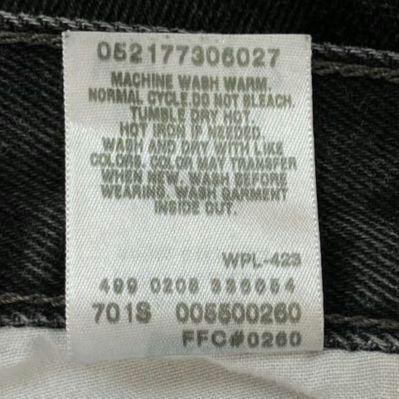 052177306027
MACHINE WASH WARM.
NORMAL CYCLE.DO NOT BLEACH.
TUMBLE DRY HOT.
HOT IRON IF NEEDED.
WASH AND DRY WITH LIKE
COLORS. COLOR MAY TRANSFER
WHEN NEW. WASH BEFORE
WEARING. WASH GARMENT
INSIDE OUT.
WPL-423
499 0208 336654
701S 005500260
FFC#0260